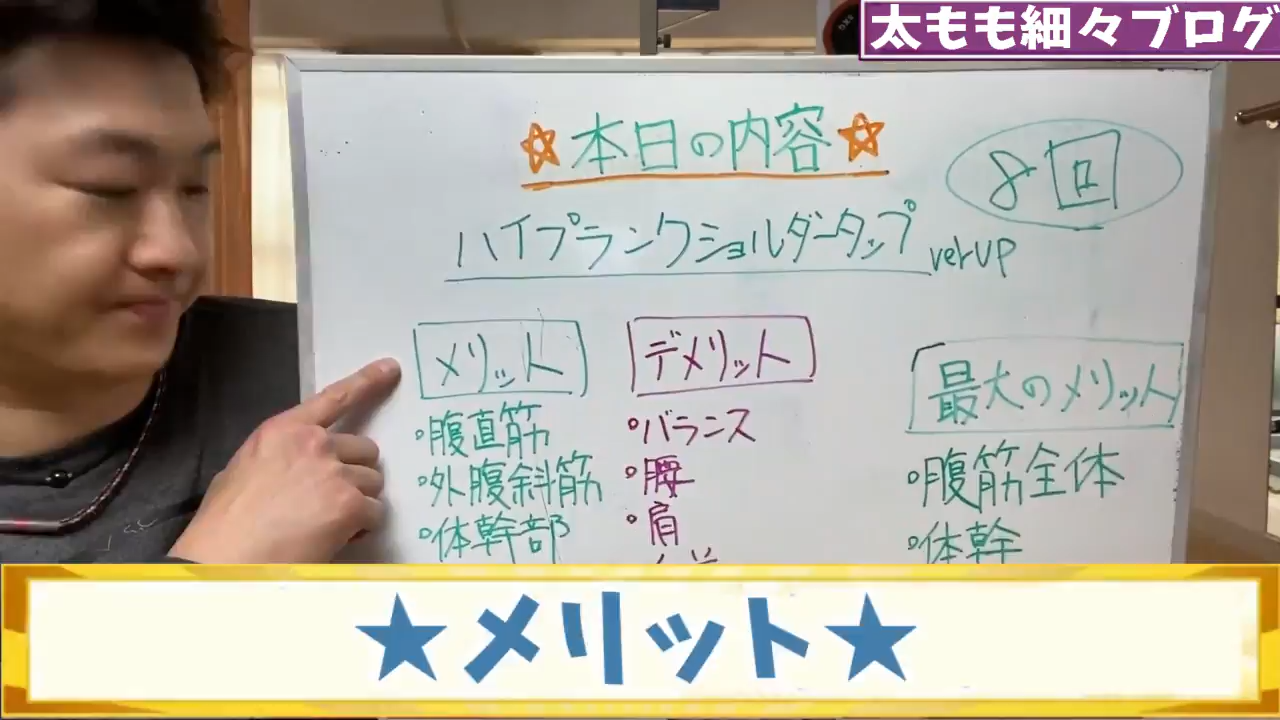 太もも細々ブログ
☆本日の内容☆
8回
ハイプランクショルダータップ verUP
メリット
・腹直筋
・外腹斜筋
・体幹部
デメリット
・バランス
・腰
・肩
最大のメリット
・腹筋全体
・体幹
★メリット★